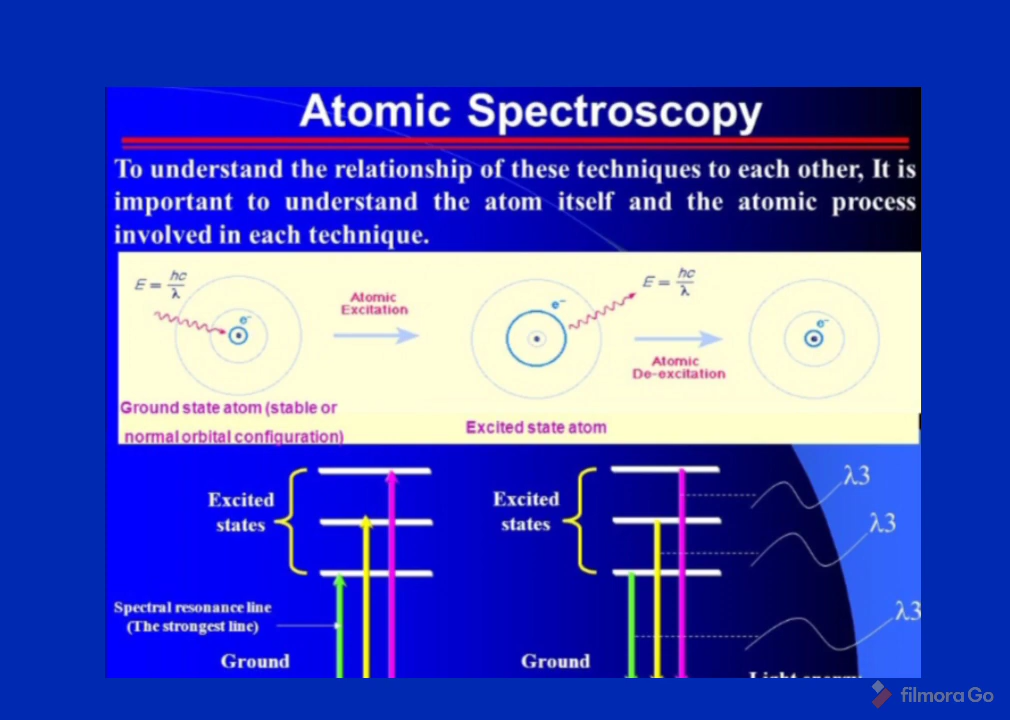 Atomic Spectroscopy
To understand the relationship of these techniques to each other, It is
important to understand the atom itself and the atomic process
involved in each technique.
E = hc/λ
e⁻
Atomic
Excitation
e⁻
E = hc/λ
Atomic
De-excitation
e⁻
Ground state atom (stable or
normal orbital configuration)
Excited state atom
Excited
states
Spectral resonance line
(The strongest line)
Ground
Excited
states
Ground
λ3
λ3
λ3
Light energy
filmora Go